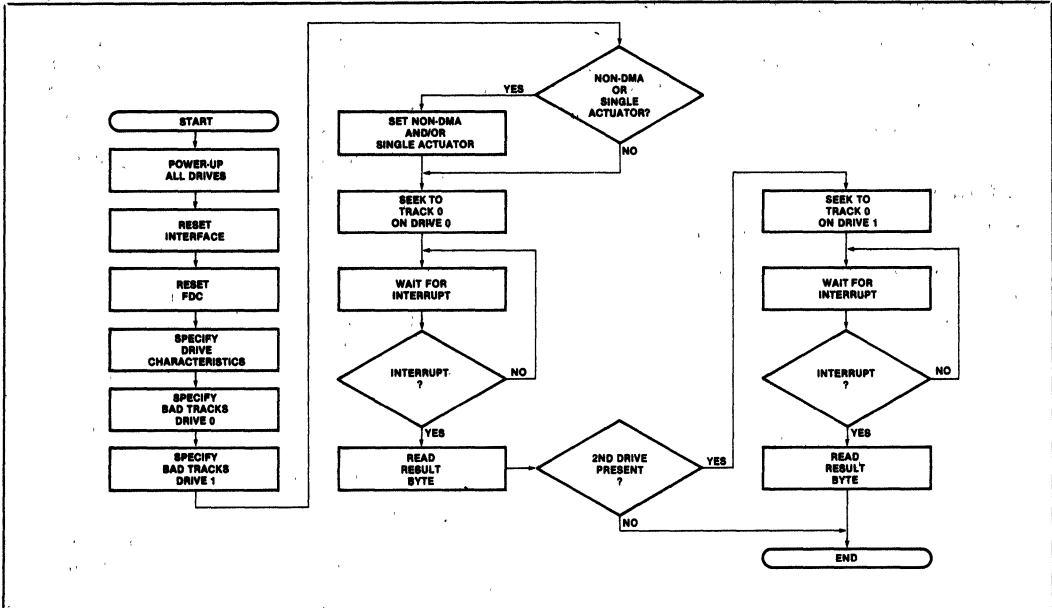 START
POWER-UP
ALL DRIVES
RESET
INTERFACE
RESET
FDC
SPECIFY
DRIVE
CHARACTERISTICS
SPECIFY
BAD TRACKS
DRIVE 0
SPECIFY
BAD TRACKS
DRIVE 1
NON-DMA
OR
SINGLE
ACTUATOR?
YES
NO
SET NON-DMA
AND/OR
SINGLE ACTUATOR
SEEK TO
TRACK 0
ON DRIVE 0
WAIT FOR
INTERRUPT
INTERRUPT
?
NO
YES
READ
RESULT
BYTE
2ND DRIVE
PRESENT
?
YES
NO
SEEK TO
TRACK 0
ON DRIVE 1
WAIT FOR
INTERRUPT
INTERRUPT
?
NO
YES
READ
RESULT
BYTE
END